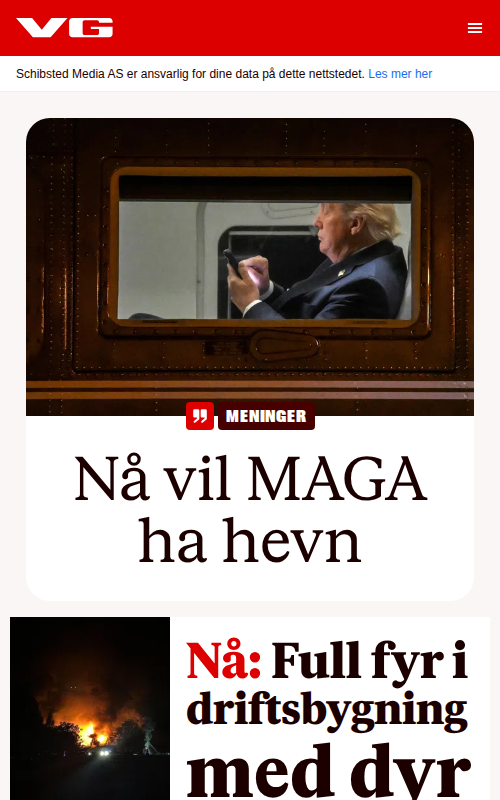 VG
Schibsted Media AS er ansvarlig for dine data på dette nettstedet. Les mer her
MENINGER
Nå vil MAGA
ha hevn
Nå: Full fyr i
driftsbygning
med dyr